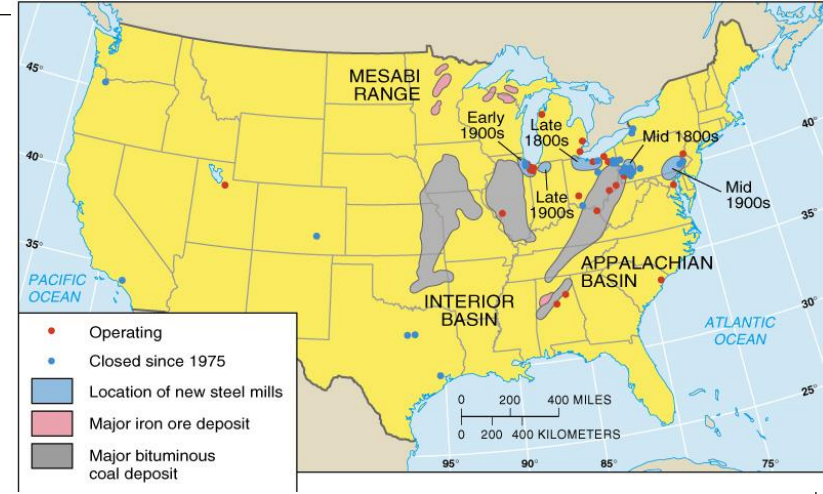 45°
40°
35°
PACIFIC
OCEAN
MESABI
RANGE
Early
1900s
Late
1800s
Mid 1800s
Late
1900s
Mid
1900s
40°
35°
30°
25°
APPALACHIAN
BASIN
INTERIOR
BASIN
ATLANTIC
OCEAN
Operating
Closed since 1975
Location of new steel mills
Major iron ore deposit
Major bituminous
coal deposit
0 200 400 MILES
0 200 400 KILOMETERS
95° 90° 85° 75°